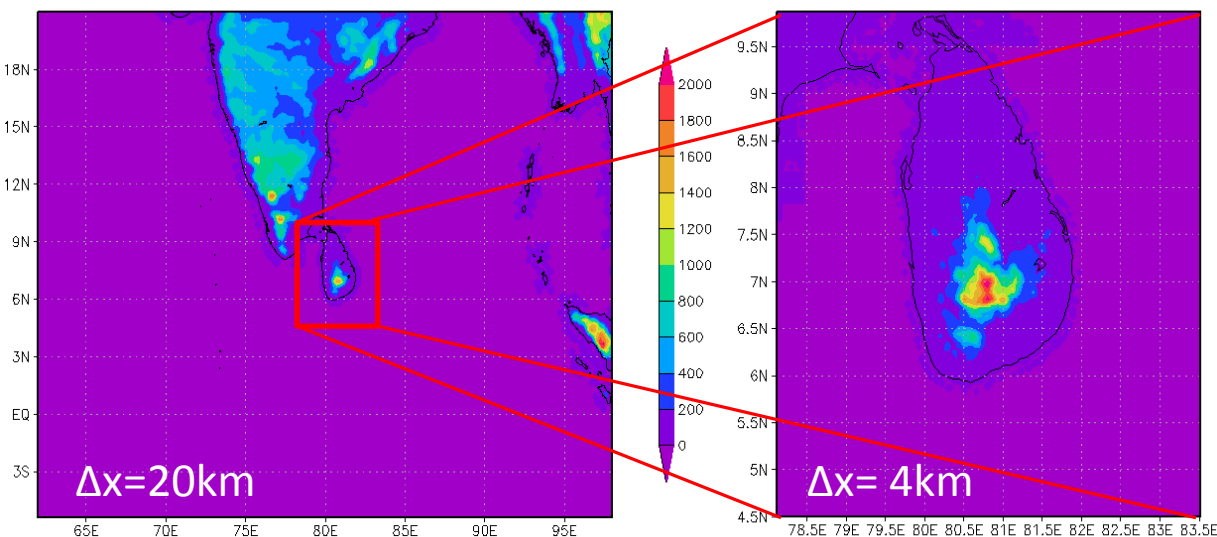 18N
15N
12N
9N
6N
3N
EQ
3S
65E 70E 75E 80E 85E 90E 95E
Δx=20km
2000
1800
1600
1400
1200
1000
800
600
400
200
0
9.5N
9N
8.5N
8N
7.5N
7N
6.5N
6N
5.5N
5N
4.5N
78.5E 79E 79.5E 80E 80.5E 81E 81.5E 82E 82.5E 83E 83.5E
Δx= 4km